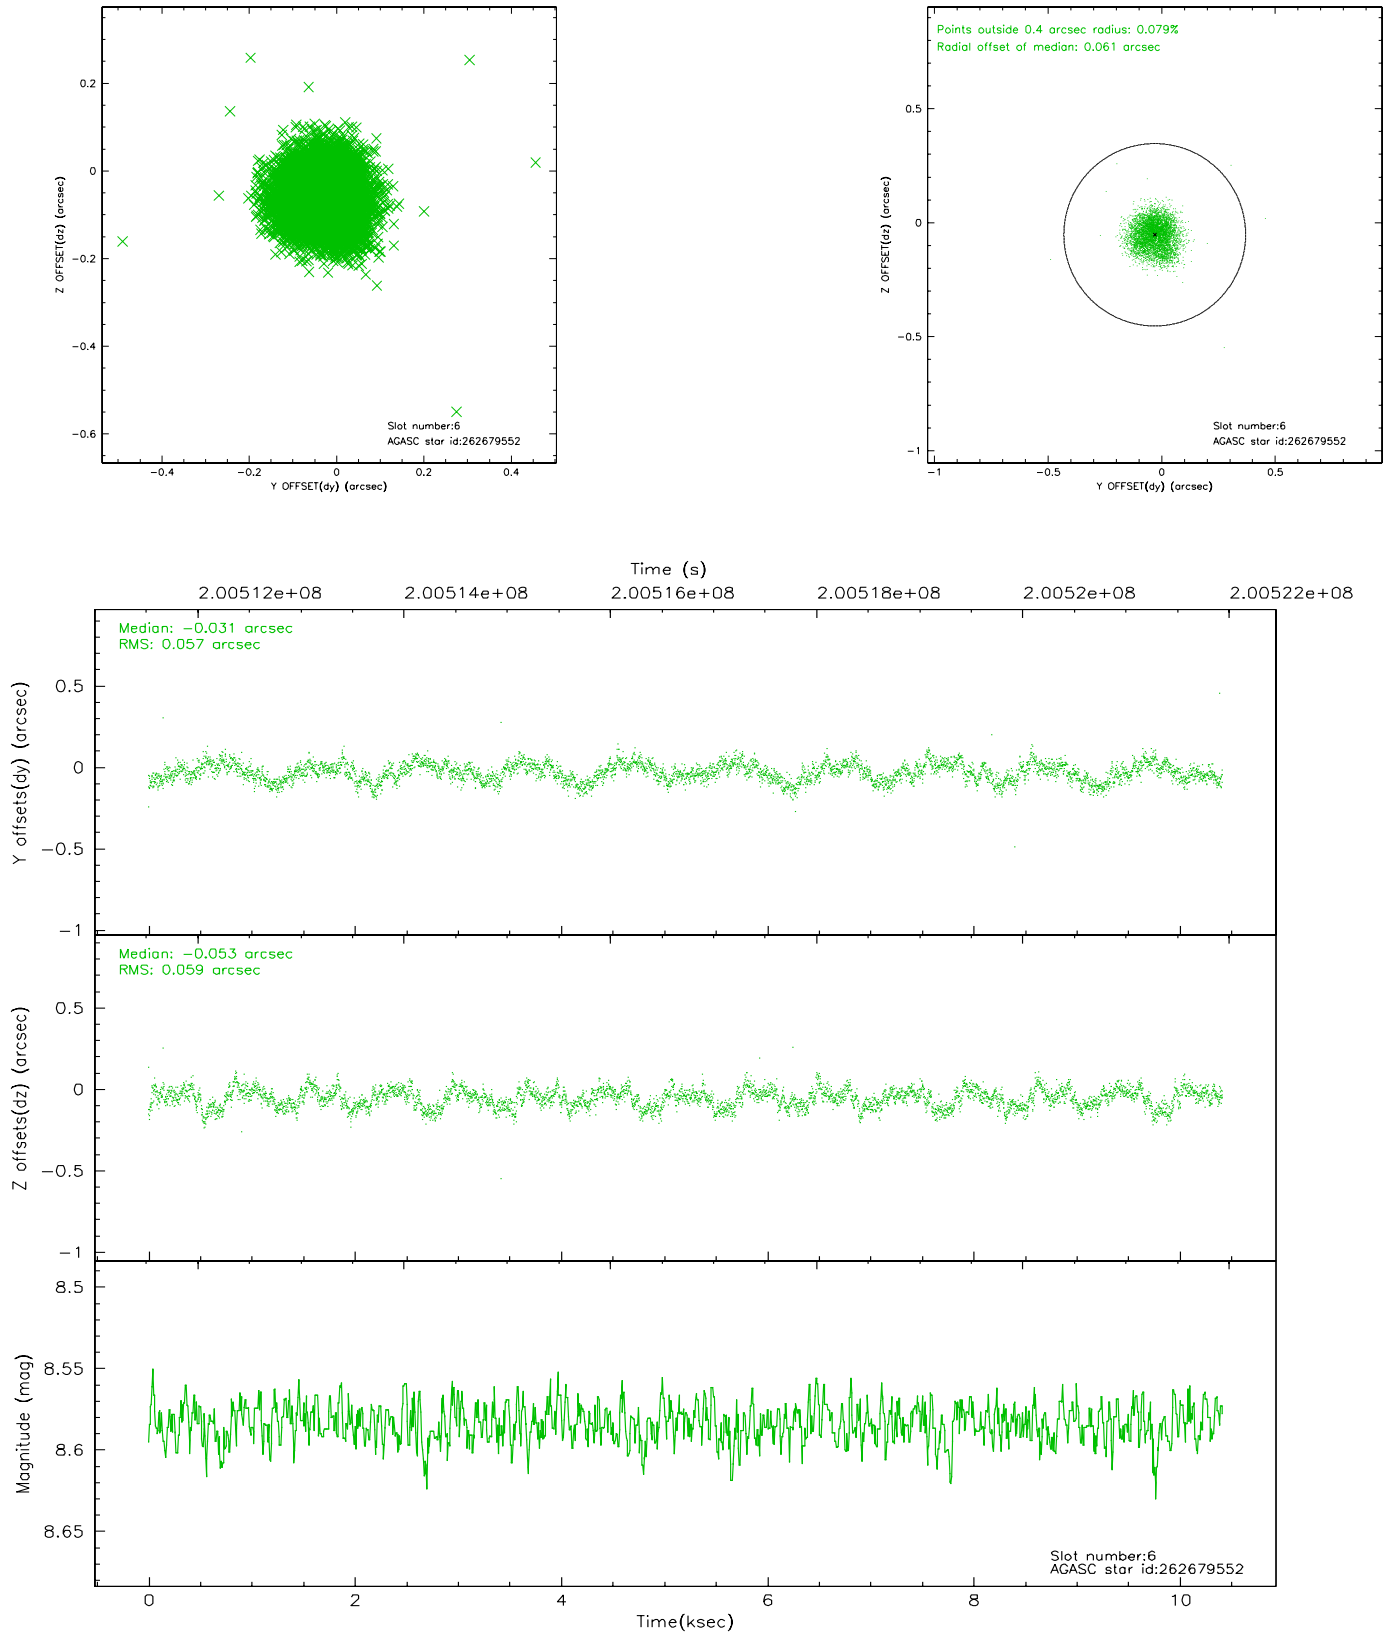 0.2
0
−0.2
−0.4
−0.6
Z OFFSET(dz) (arcsec)
Slot number:6
AGASC star id:262679552
−0.4 −0.2 0 0.2 0.4
Y OFFSET(dy) (arcsec)
Points outside 0.4 arcsec radius: 0.079%
Radial offset of median: 0.061 arcsec
0.5
0
−0.5
−1
Z OFFSET(dz) (arcsec)
Slot number:6
AGASC star id:262679552
−1 −0.5 0 0.5
Y OFFSET(dy) (arcsec)
Time (s)
2.00512e+08 2.00514e+08 2.00516e+08 2.00518e+08 2.0052e+08 2.00522e+08
Median: −0.031 arcsec
RMS: 0.057 arcsec
0.5
0
−0.5
−1
Y offsets(dy) (arcsec)
Median: −0.053 arcsec
RMS: 0.059 arcsec
0.5
0
−0.5
−1
Z offsets(dz) (arcsec)
8.5
8.55
8.6
8.65
Magnitude (mag)
Slot number:6
AGASC star id:262679552
0 2 4 6 8 10
Time(ksec)